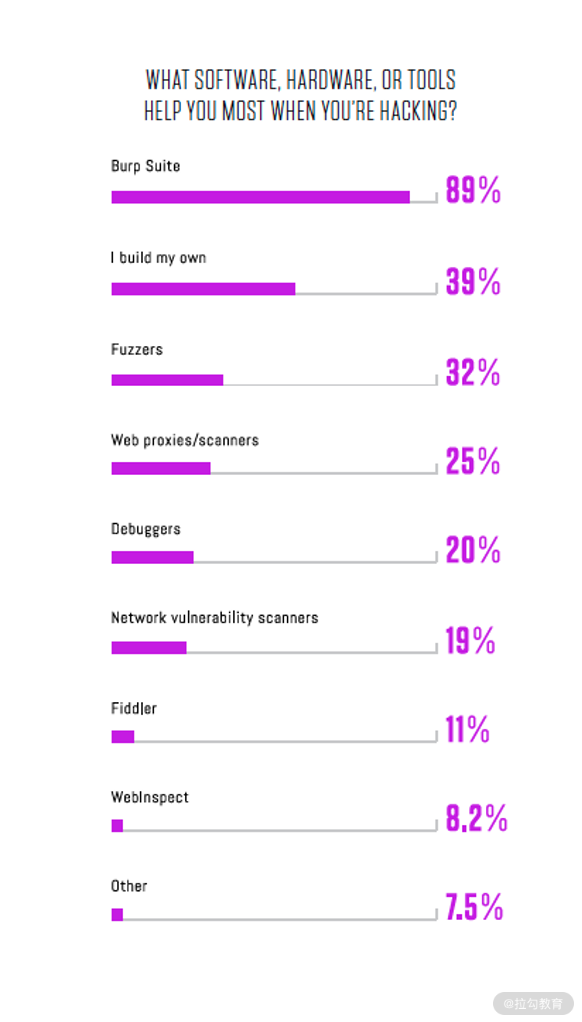 WHAT SOFTWARE, HARDWARE, OR TOOLS
HELP YOU MOST WHEN YOU'RE HACKING?
Burp Suite
89%
I build my own
39%
Fuzzers
32%
Web proxies/scanners
25%
Debuggers
20%
Network vulnerability scanners
19%
Fiddler
11%
WebInspect
8.2%
Other
7.5%
@拉勾教育